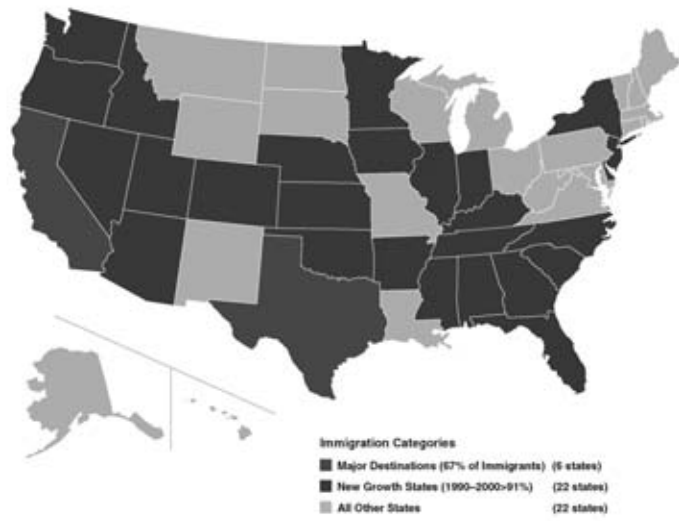 Immigration Categories
Major Destinations (67% of Immigrants) (6 states)
New Growth States (1990–2000>91%) (22 states)
All Other States (22 states)